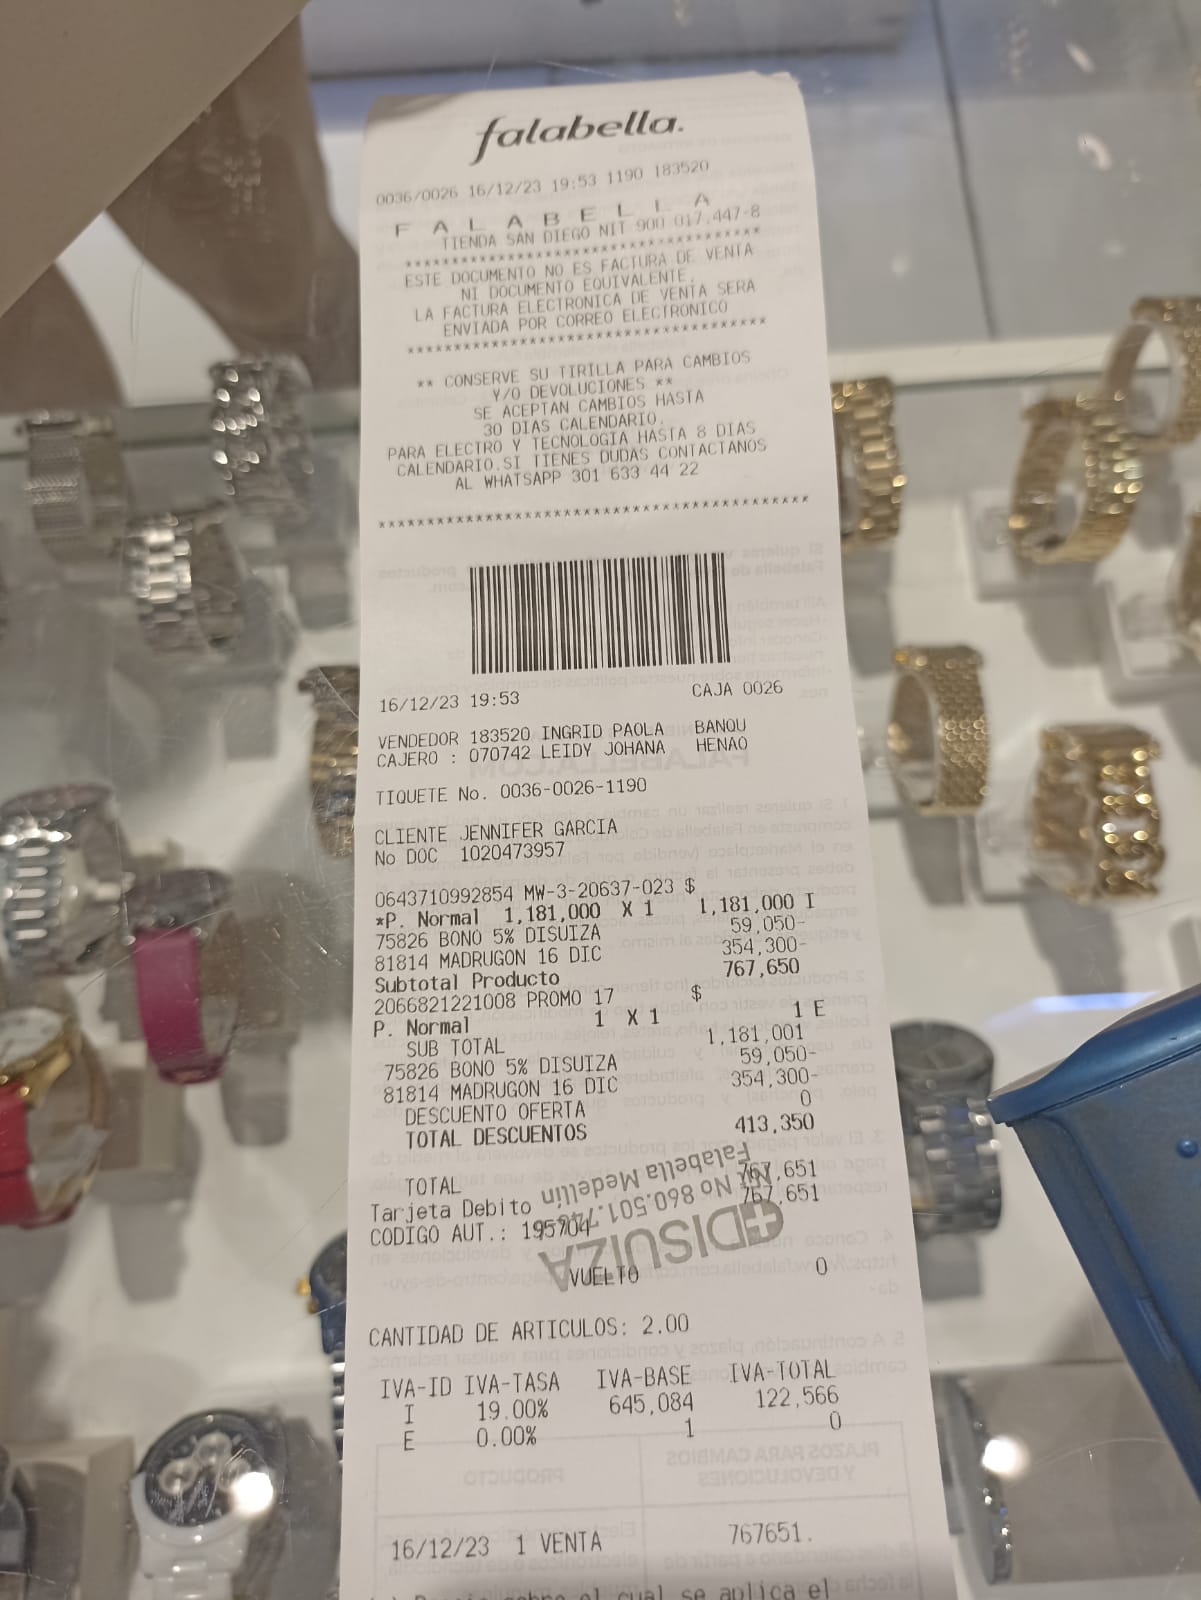 falabella.
0036/0026 16/12/23 19:53 1190 183520
F A L A B E L L A
TIENDA SAN DIEGO NIT 900 017.447-8
****************************************
ESTE DOCUMENTO NO ES FACTURA DE VENTA
NI DOCUMENTO EQUIVALENTE.
LA FACTURA ELECTRONICA DE VENTA SERA
ENVIADA POR CORREO ELECTRONICO
****************************************
** CONSERVE SU TIRILLA PARA CAMBIOS
Y/O DEVOLUCIONES **
SE ACEPTAN CAMBIOS HASTA
30 DIAS CALENDARIO.
PARA ELECTRO Y TECNOLOGIA HASTA 8 DIAS
CALENDARIO.SI TIENES DUDAS CONTACTANOS
AL WHATSAPP 301 633 44 22
****************************************
16/12/23 19:53 CAJA 0026
VENDEDOR 183520 INGRID PAOLA BANQU
CAJERO : 070742 LEIDY JOHANA HENAO
TIQUETE No. 0036-0026-1190
CLIENTE JENNIFER GARCIA
No DOC 1020473957
0643710992854 MW-3-20637-023 $
*P. Normal 1,181,000 X 1 1,181,000 I
75826 BONO 5% DISUIZA 59,050-
81814 MADRUGON 16 DIC 354,300-
Subtotal Producto 767,650
2066821221008 PROMO 17 $
P. Normal 1 X 1 1 E
SUB TOTAL 1,181,001
75826 BONO 5% DISUIZA 59,050-
81814 MADRUGON 16 DIC 354,300-
DESCUENTO OFERTA 0
TOTAL DESCUENTOS 413,350
TOTAL 767,651
Tarjeta Debito 767,651
CODIGO AUT.: 195704
DISUIZA
Nit No 860.501.
Falabella Medellín
VUELTO 0
CANTIDAD DE ARTICULOS: 2.00
IVA-ID IVA-TASA IVA-BASE IVA-TOTAL
I 19.00% 645,084 122,566
E 0.00% 1 0
16/12/23 1 VENTA 767651.
el cual se aplica el